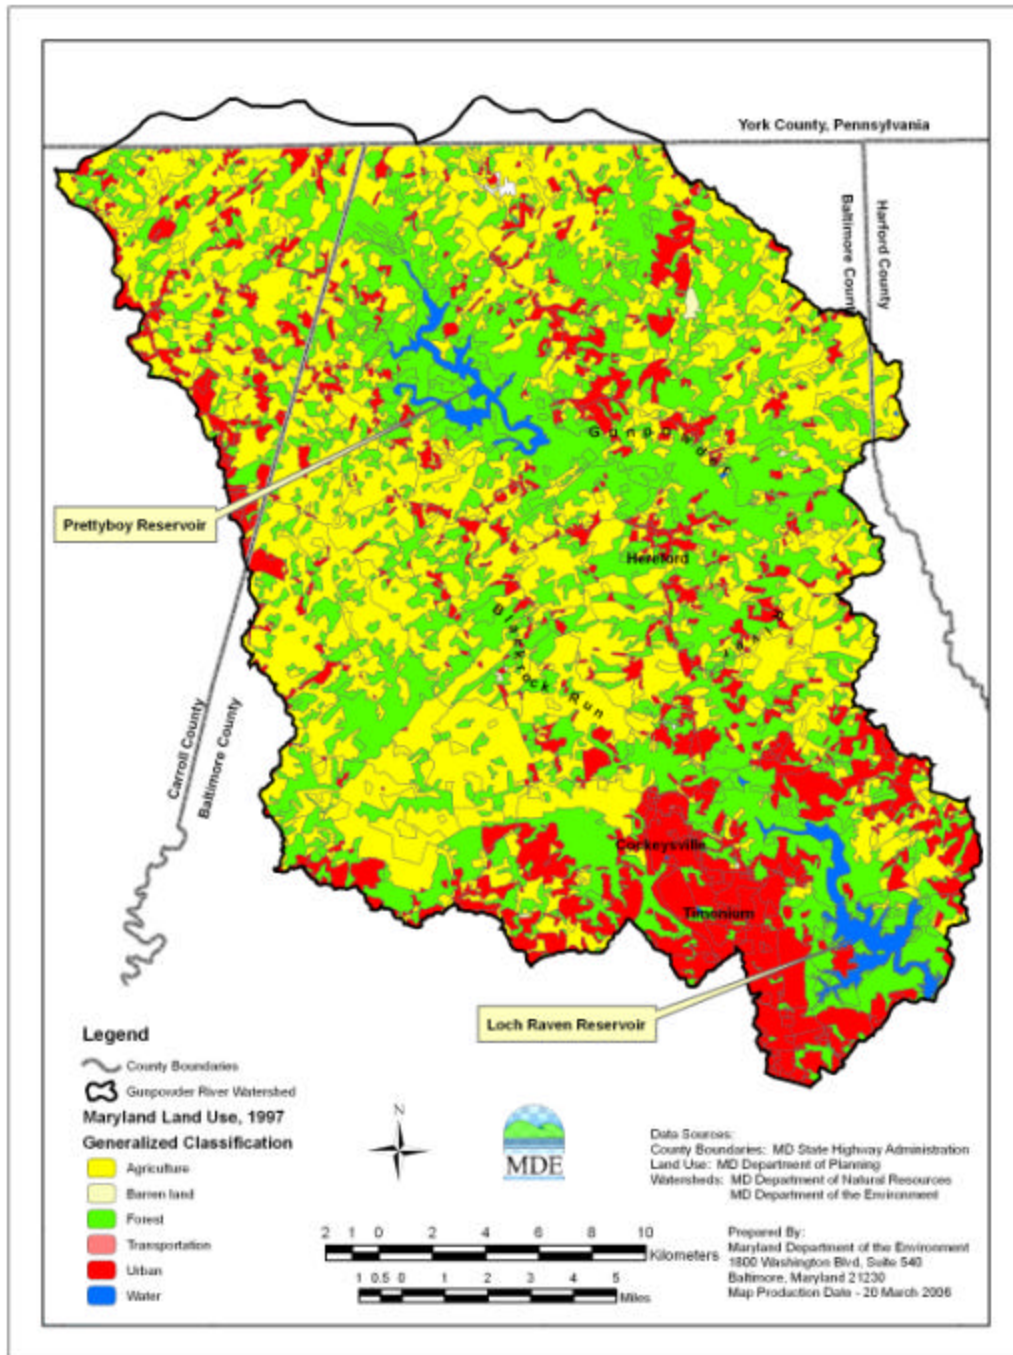 York County, Pennsylvania
Harford County
Baltimore County
Gunpowder
Prettyboy Reservoir
Hereford
River
Blackrock Run
Carroll County
Baltimore County
Cockeysville
Timonium
Loch Raven Reservoir
Legend
County Boundaries
Gunpowder River Watershed
Maryland Land Use, 1997
Generalized Classification
Agriculture
Barren land
Forest
Transportation
Urban
Water
N
MDE
Data Sources:
County Boundaries: MD State Highway Administration
Land Use: MD Department of Planning
Watersheds: MD Department of Natural Resources
MD Department of the Environment
2 1 0 2 4 6 8 10
Kilometers
1 0.5 0 1 2 3 4 5
Miles
Prepared By:
Maryland Department of the Environment
1800 Washington Blvd, Suite 540
Baltimore, Maryland 21230
Map Production Date - 20 March 2006